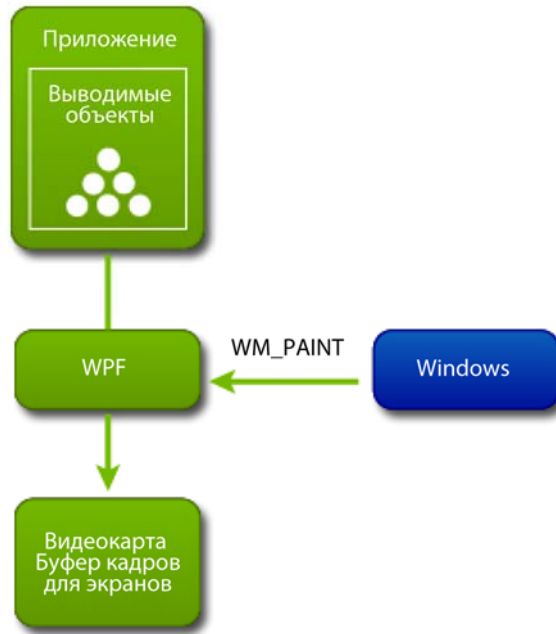 Приложение
Выводимые
объекты
WPF
WM_PAINT
Windows
Видеокарта
Буфер кадров
для экранов